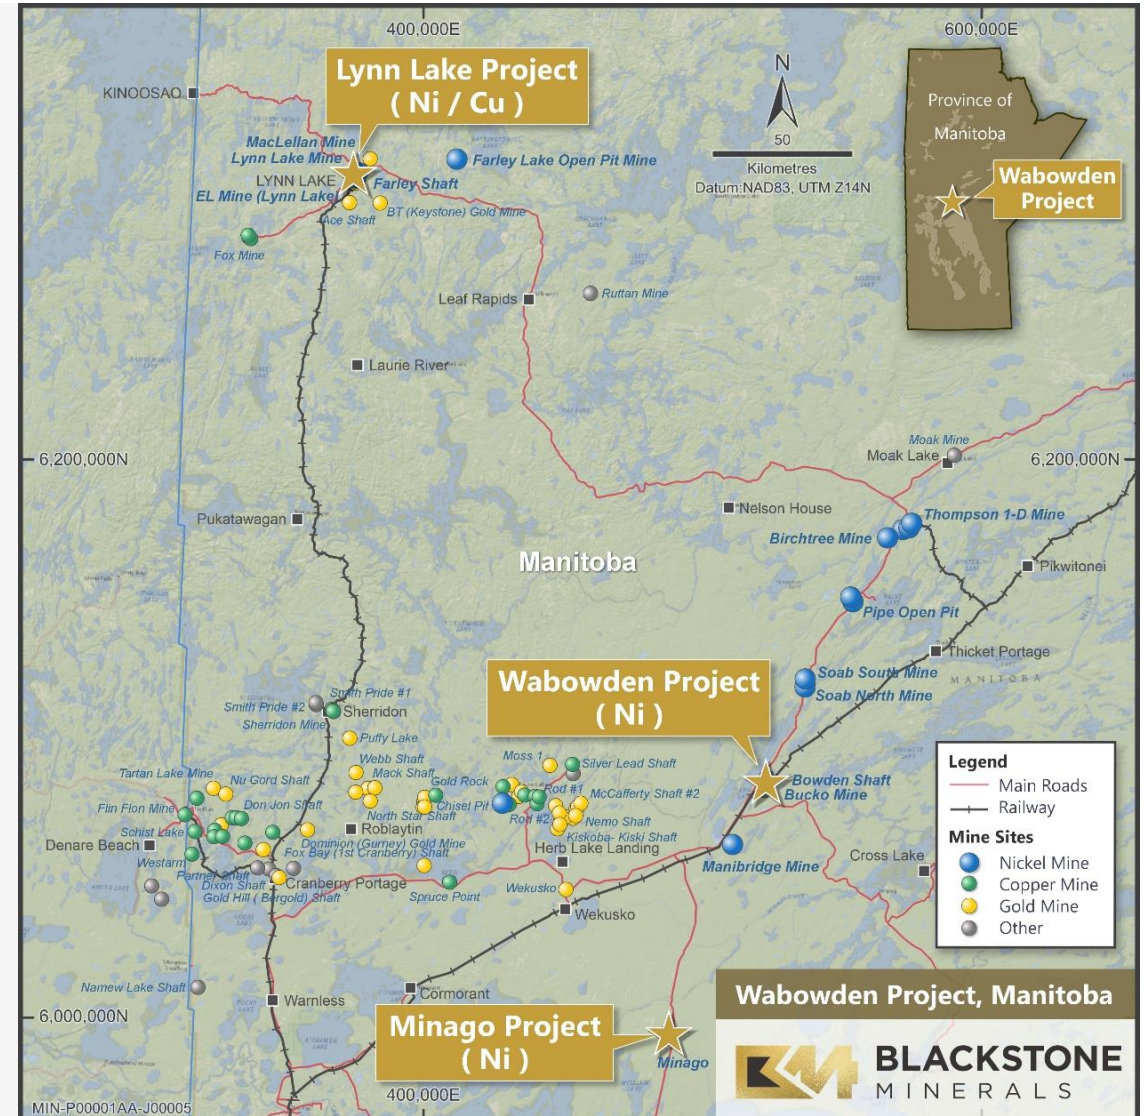 400,000E
600,000E
Lynn Lake Project
( Ni / Cu )
KINOOSAO
N
50
Kilometres
Datum:NAD83, UTM Z14N
Province of
Manitoba
Wabowden
Project
MacLellan Mine
Lynn Lake Mine
Farley Lake Open Pit Mine
LYNN LAKE
Farley Shaft
EL Mine (Lynn Lake)
BT (Keystone) Gold Mine
Ace Shaft
Fox Mine
Leaf Rapids
Ruttan Mine
Laurie River
Moak Mine
Moak Lake
6,200,000N
6,200,000N
Nelson House
Pukatawagan
Thompson 1-D Mine
Birchtree Mine
Manitoba
Pikwitonei
Pipe Open Pit
Thicket Portage
MANITOBA
Soab South Mine
Soab North Mine
Wabowden Project
( Ni )
Smith Pride #1
Smith Pride #2
Sherridon
Sherridon Mine
Puffy Lake
Webb Shaft
Moss 1
Silver Lead Shaft
Tartan Lake Mine
Nu Gord Shaft
Mack Shaft
Gold Rock
Rod #1
McCafferty Shaft #2
Bowden Shaft
Bucko Mine
Flin Flon Mine
Don Jon Shaft
North Star Shaft
Chisel Pit
Rod #2
Nemo Shaft
Schist Lake
Roblaytin
Kiskoba- Kiski Shaft
Denare Beach
Dominion (Gurney) Gold Mine
Herb Lake Landing
Westarm
Fox Bay (1st Cranberry) Shaft
Manibridge Mine
Cross Lake
Partner Shaft
Dixon Shaft
Cranberry Portage
Gold Hill ( Bergold) Shaft
Spruce Point
Wekusko
Wekusko
Legend
Main Roads
Railway
Mine Sites
Nickel Mine
Copper Mine
Gold Mine
Other
Namew Lake Shaft
Warnless
Cormorant
6,000,000N
Minago Project
( Ni )
Minago
Wabowden Project, Manitoba
BLACKSTONE
MINERALS
MIN-P00001AA-J00005
400,000E